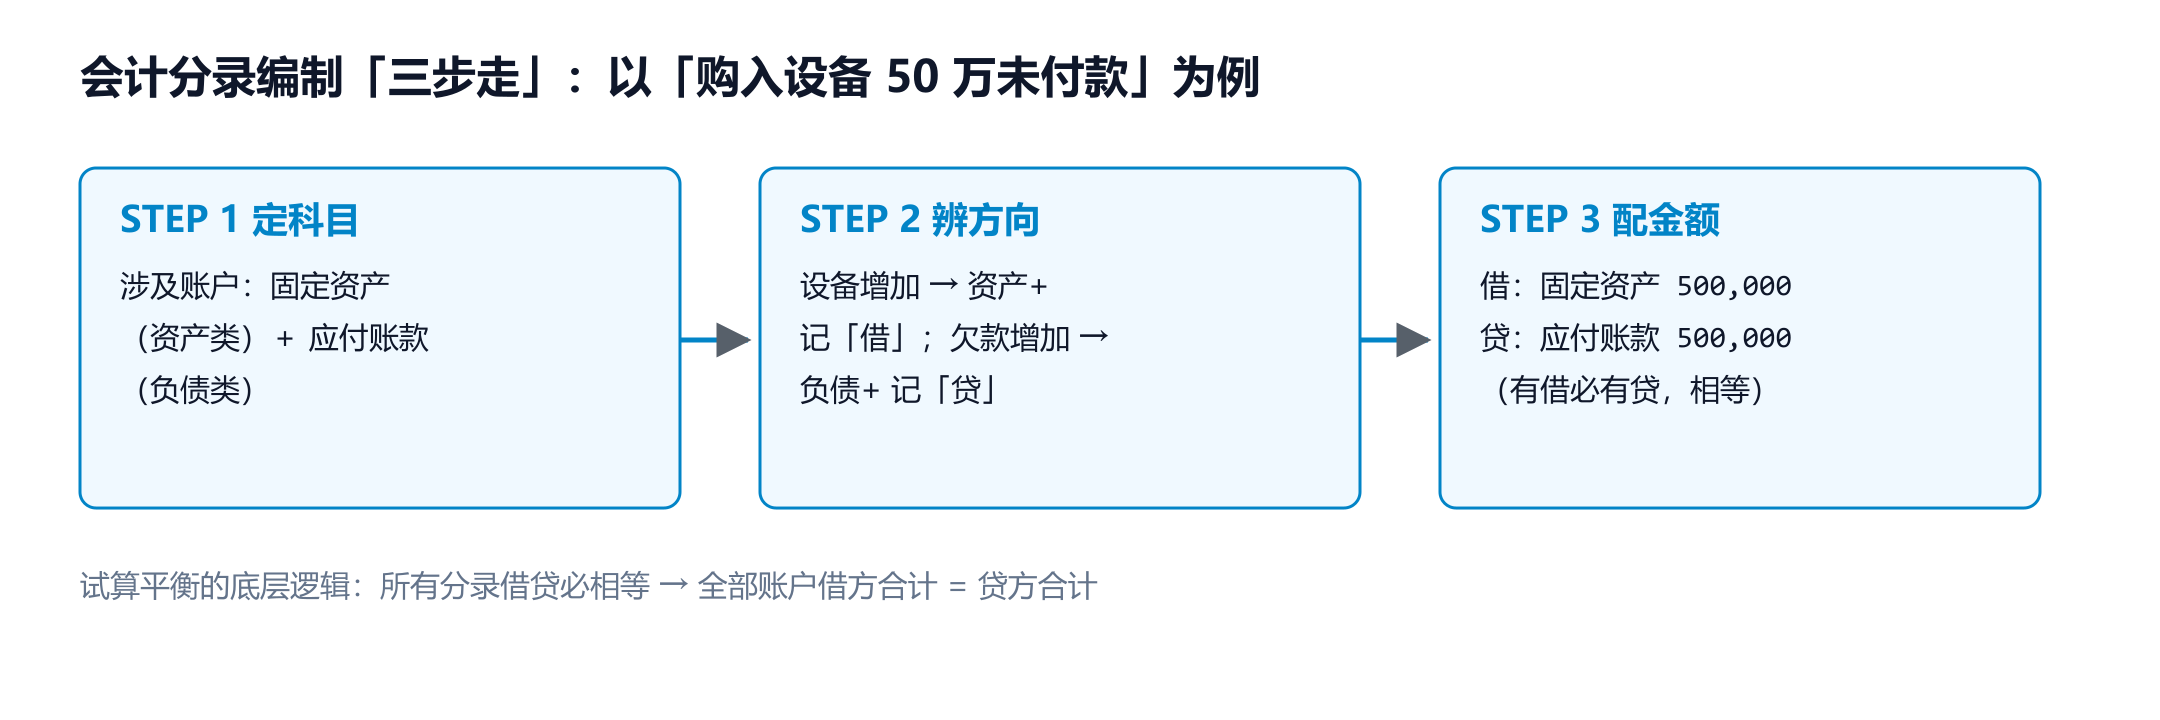 会计分录编制「三步走」：以「购入设备 50 万未付款」为例
STEP 1 定科目
涉及账户：固定资产
（资产类）+ 应付账款
（负债类）
STEP 2 辨方向
设备增加 → 资产+
记「借」；欠款增加 →
负债+ 记「贷」
STEP 3 配金额
借：固定资产 500,000
贷：应付账款 500,000
（有借必有贷，相等）
试算平衡的底层逻辑：所有分录借贷必相等 → 全部账户借方合计 = 贷方合计